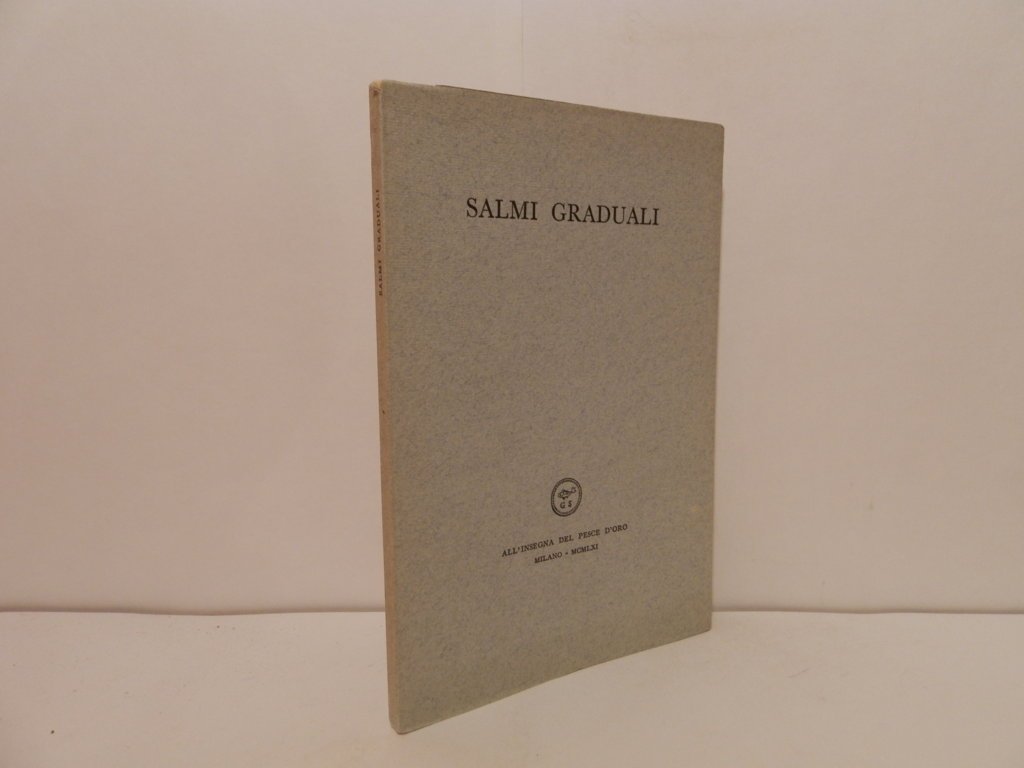 SALMI GRADUALI
SALMI GRADUALI
G S
ALL'INSEGNA DEL PESCE D'ORO
MILANO - MCMLXI